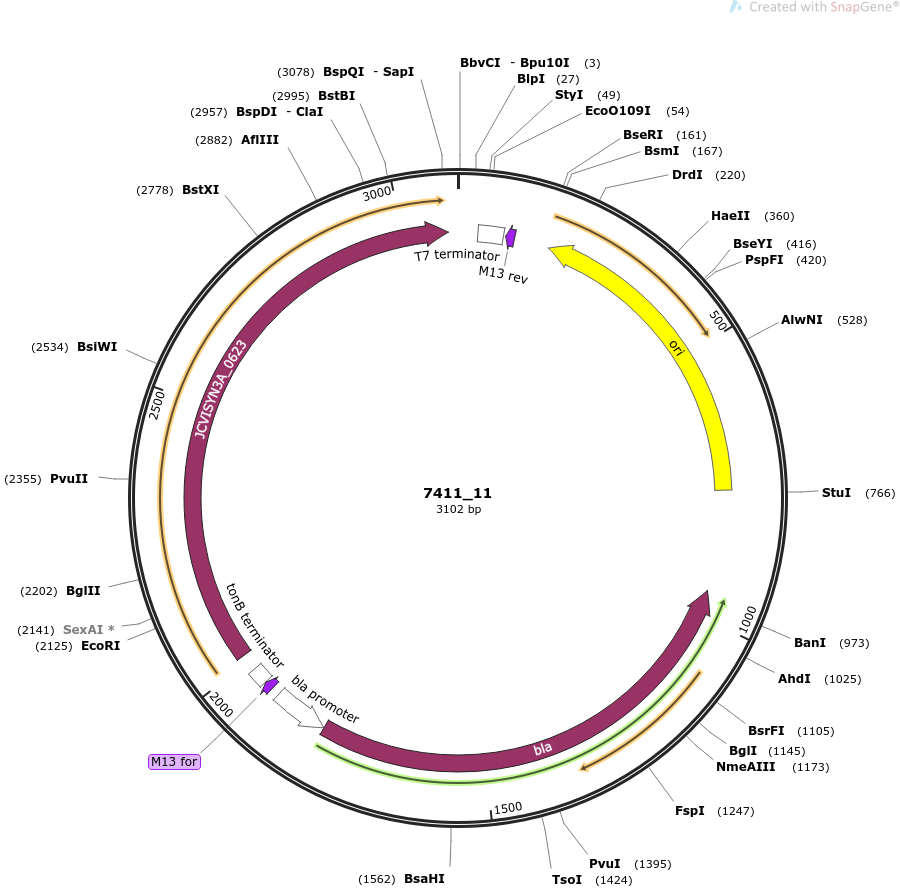 Created with SnapGene®
(3078) BspQI - SapI
(2995) BstBI
(2957) BspDI - ClaI
(2882) AflIII
(2778) BstXI
(2534) BsiWI
(2355) PvuII
(2202) BglII
(2141) SexAI *
(2125) EcoRI
BbvCI - Bpu10I (3)
BlpI (27)
StyI (49)
EcoO109I (54)
BseRI (161)
BsmI (167)
DrdI (220)
HaeII (360)
BseYI (416)
PspFI (420)
AlwNI (528)
StuI (766)
BanI (973)
AhdI (1025)
BsrFI (1105)
BglI (1145)
NmeAIII (1173)
FspI (1247)
PvuI (1395)
TsoI (1424)
(1562) BsaHI
3000
500
2500
1000
2000
1500
T7 terminator
M13 rev
ori
JCVISYN3A_0623
7411_11
3102 bp
tonB terminator
bla promoter
M13 for
bla